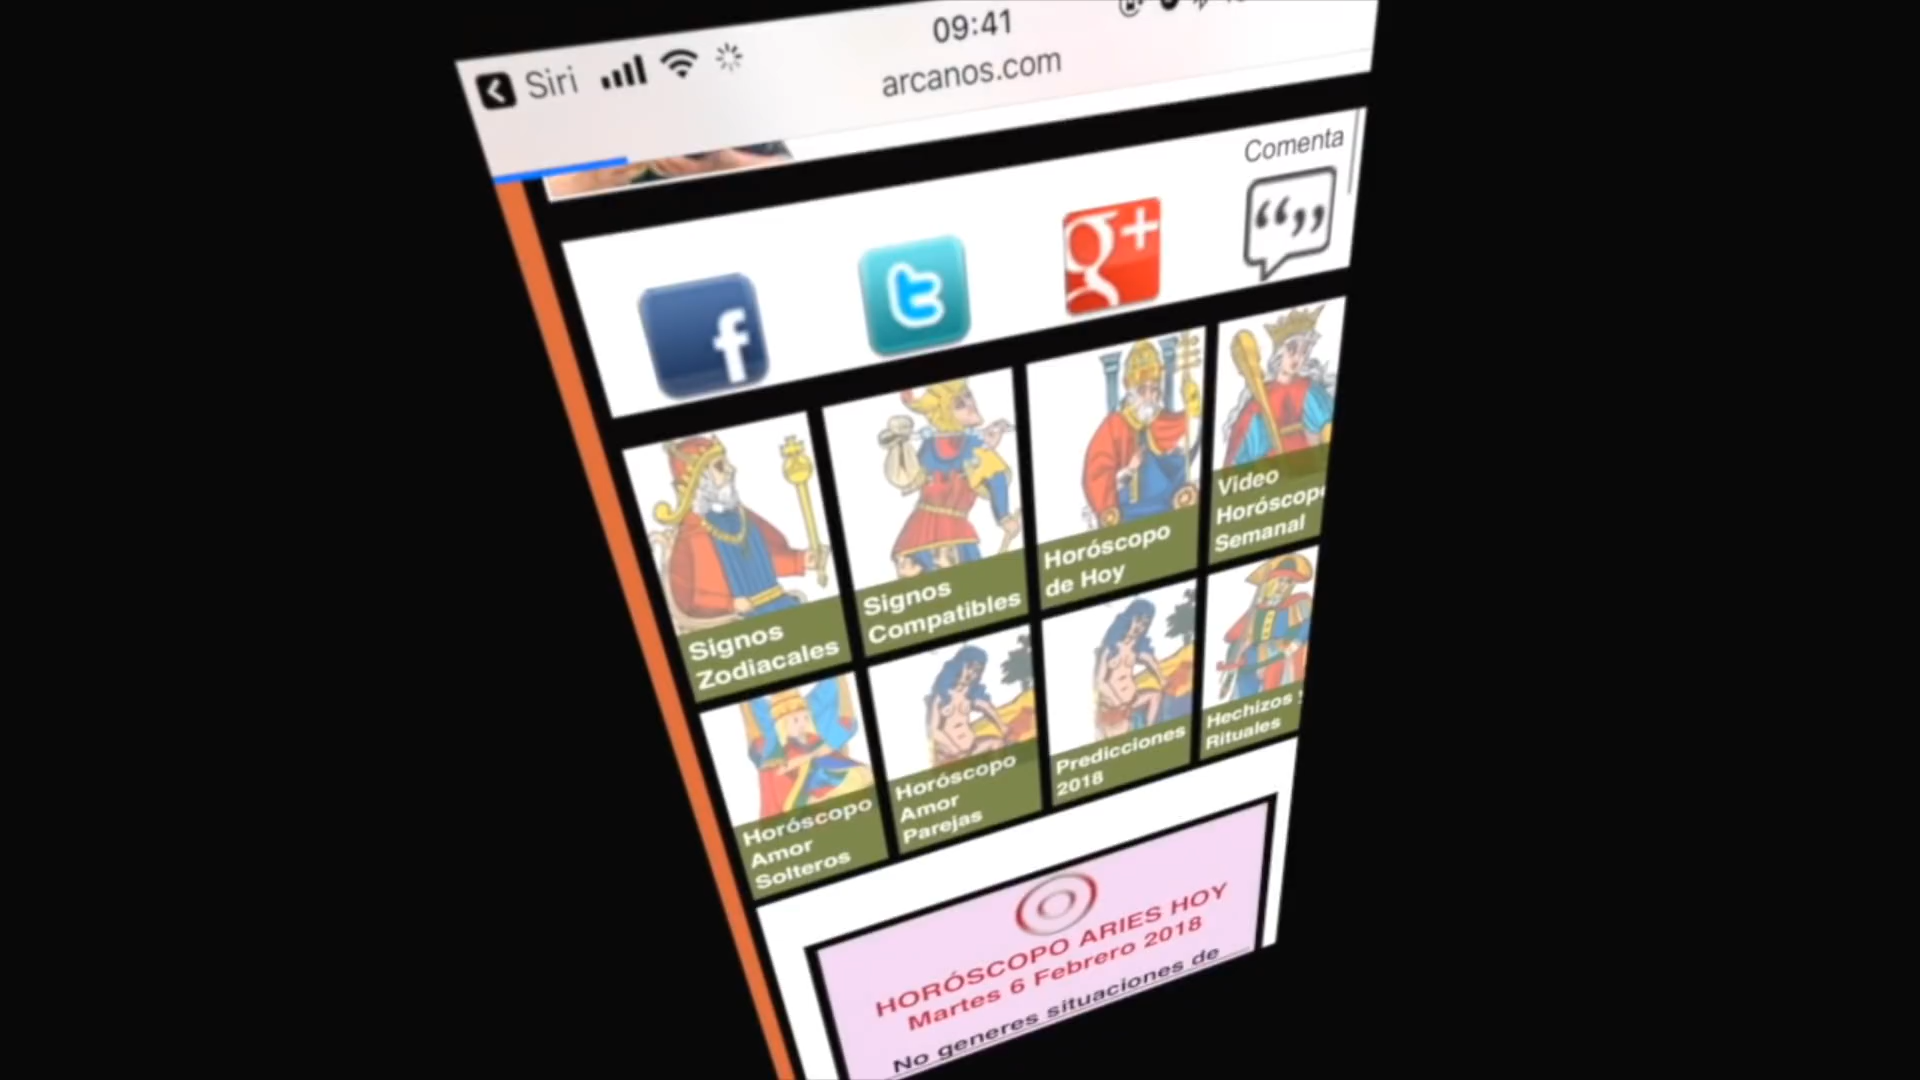 Siri
09:41
arcanos.com
Comenta
f
t
g+
Signos
Zodiacales
Signos
Compatibles
Horóscopo
de Hoy
Video
Horóscopo
Semanal
Horóscopo
Amor
Solteros
Horóscopo
Amor
Parejas
Predicciones
2018
Hechizos y
Rituales
HORÓSCOPO ARIES HOY
Martes 6 Febrero 2018
No generes situaciones de